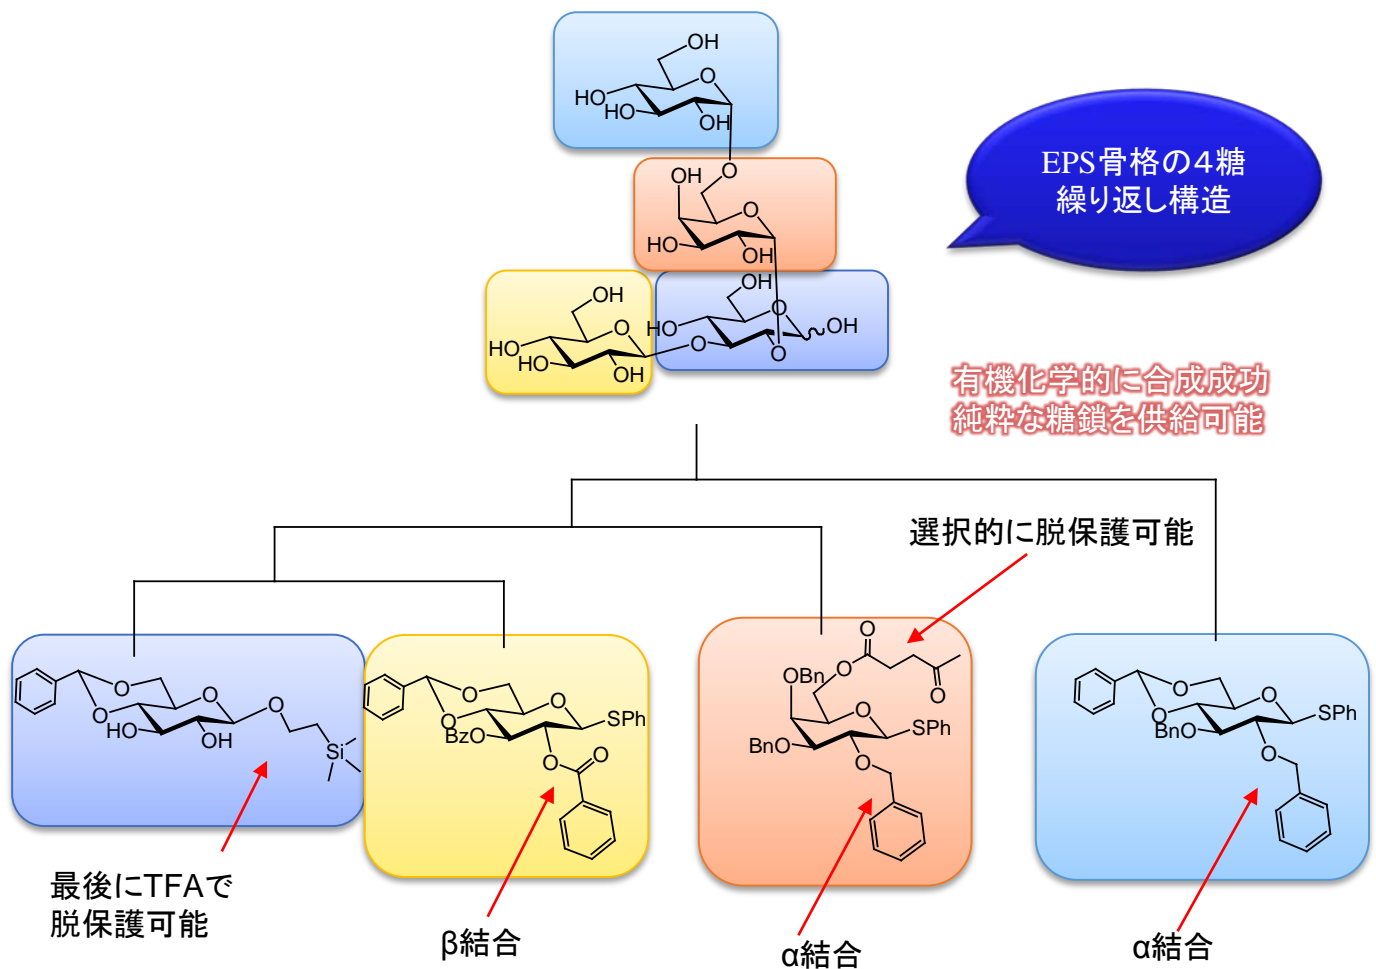 OH
O
HO
HO
OH
O
OH
O
HO
OH
EPS骨格の４糖
繰り返し構造
OH
O
HO
HO
OH
OH
O
HO
O
OH
O
有機化学的に合成成功
純粋な糖鎖を供給可能
選択的に脱保護可能
O
O
O
HO
OH
O
Si
O
O
O
BzO
SPh
O
O
O
O
OBn
O
O
BnO
SPh
O
O
O
O
BnO
SPh
O
最後にTFAで
脱保護可能
β結合
α結合
α結合